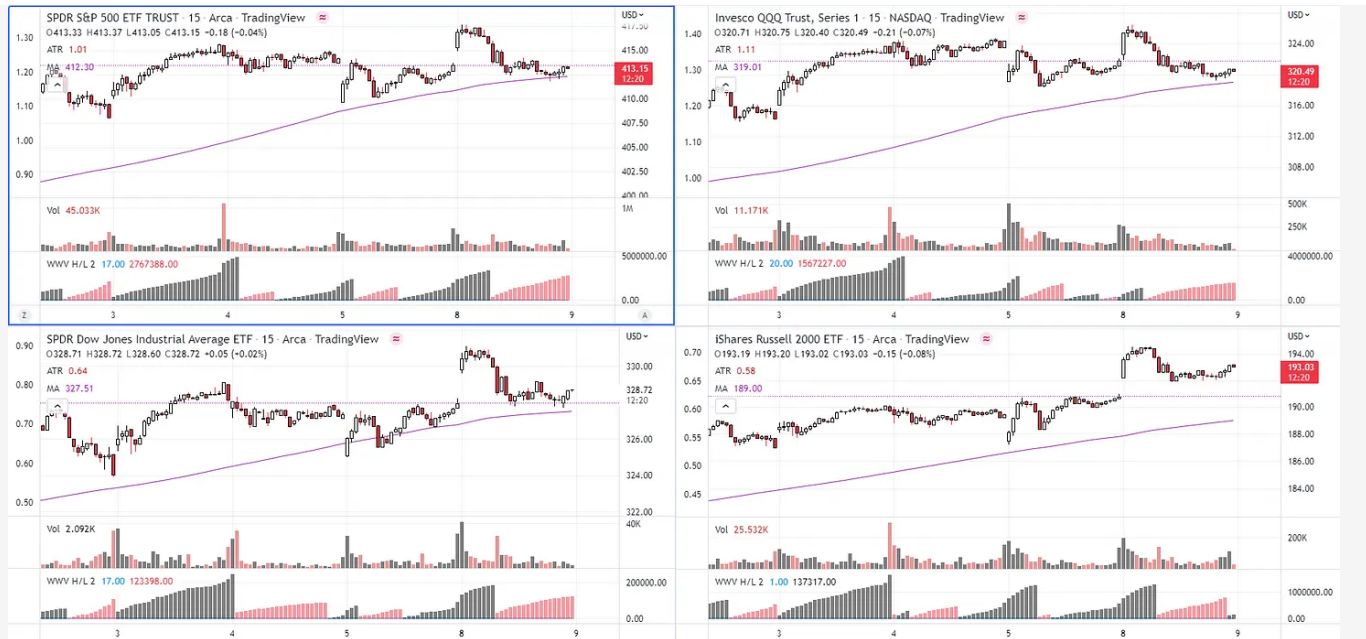 SPDR S&P 500 ETF TRUST · 15 · Arca · TradingView ≈
USD
O413.33 H413.37 L413.05 C413.15 −0.18 (−0.04%)
ATR 1.01
MA 412.30
1.30
1.20
1.10
1.00
0.90
417.50
415.00
413.15
12:20
410.00
407.50
405.00
402.50
400.00
Vol 45.033K
1M
WWV H/L 2 17.00 2767388.00
5000000.00
0.00
Z 3 4 5 8 9 A
Invesco QQQ Trust, Series 1 · 15 · NASDAQ · TradingView ≈
USD
O320.71 H320.75 L320.40 C320.49 −0.21 (−0.07%)
ATR 1.11
MA 319.01
1.40
1.30
1.20
1.10
1.00
324.00
320.49
12:20
316.00
312.00
308.00
Vol 11.171K
500K
250K
WWV H/L 2 20.00 1567227.00
4000000.00
0.00
3 4 5 8 9
SPDR Dow Jones Industrial Average ETF · 15 · Arca · TradingView ≈
USD
O328.71 H328.72 L328.60 C328.72 +0.05 (+0.02%)
ATR 0.64
MA 327.51
0.90
0.80
0.70
0.60
0.50
330.00
328.72
12:20
326.00
324.00
322.00
Vol 2.092K
40K
WWV H/L 2 17.00 123398.00
200000.00
0.00
3 4 5 8 9
iShares Russell 2000 ETF · 15 · Arca · TradingView ≈
USD
O193.19 H193.20 L193.02 C193.03 −0.15 (−0.08%)
ATR 0.58
MA 189.00
0.70
0.65
0.60
0.55
0.50
0.45
194.00
193.03
12:20
190.00
188.00
186.00
184.00
Vol 25.532K
200K
WWV H/L 2 1.00 137317.00
1000000.00
0.00
3 4 5 8 9